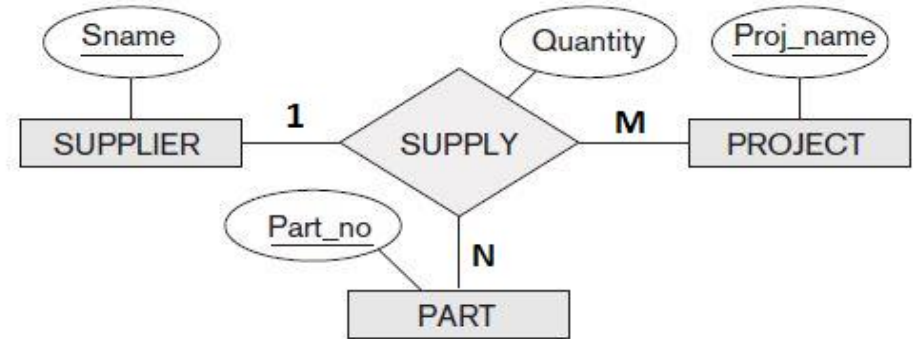 Sname
Quantity
Proj_name
SUPPLIER
1
SUPPLY
M
PROJECT
Part_no
N
PART